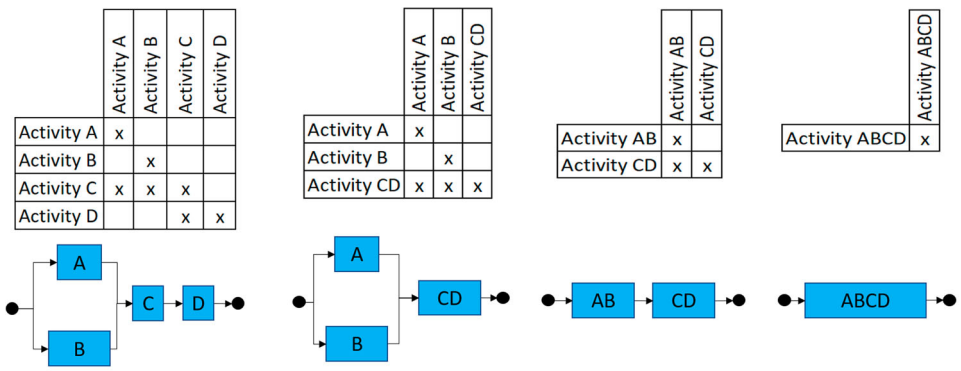 Activity A Activity B Activity C Activity D
Activity A x
Activity B x
Activity C x x x
Activity D x x
A
B
C D
Activity A Activity B Activity CD
Activity A x
Activity B x
Activity CD x x x
A
B
CD
Activity AB Activity CD
Activity AB x
Activity CD x x
AB CD
Activity ABCD
Activity ABCD x
ABCD